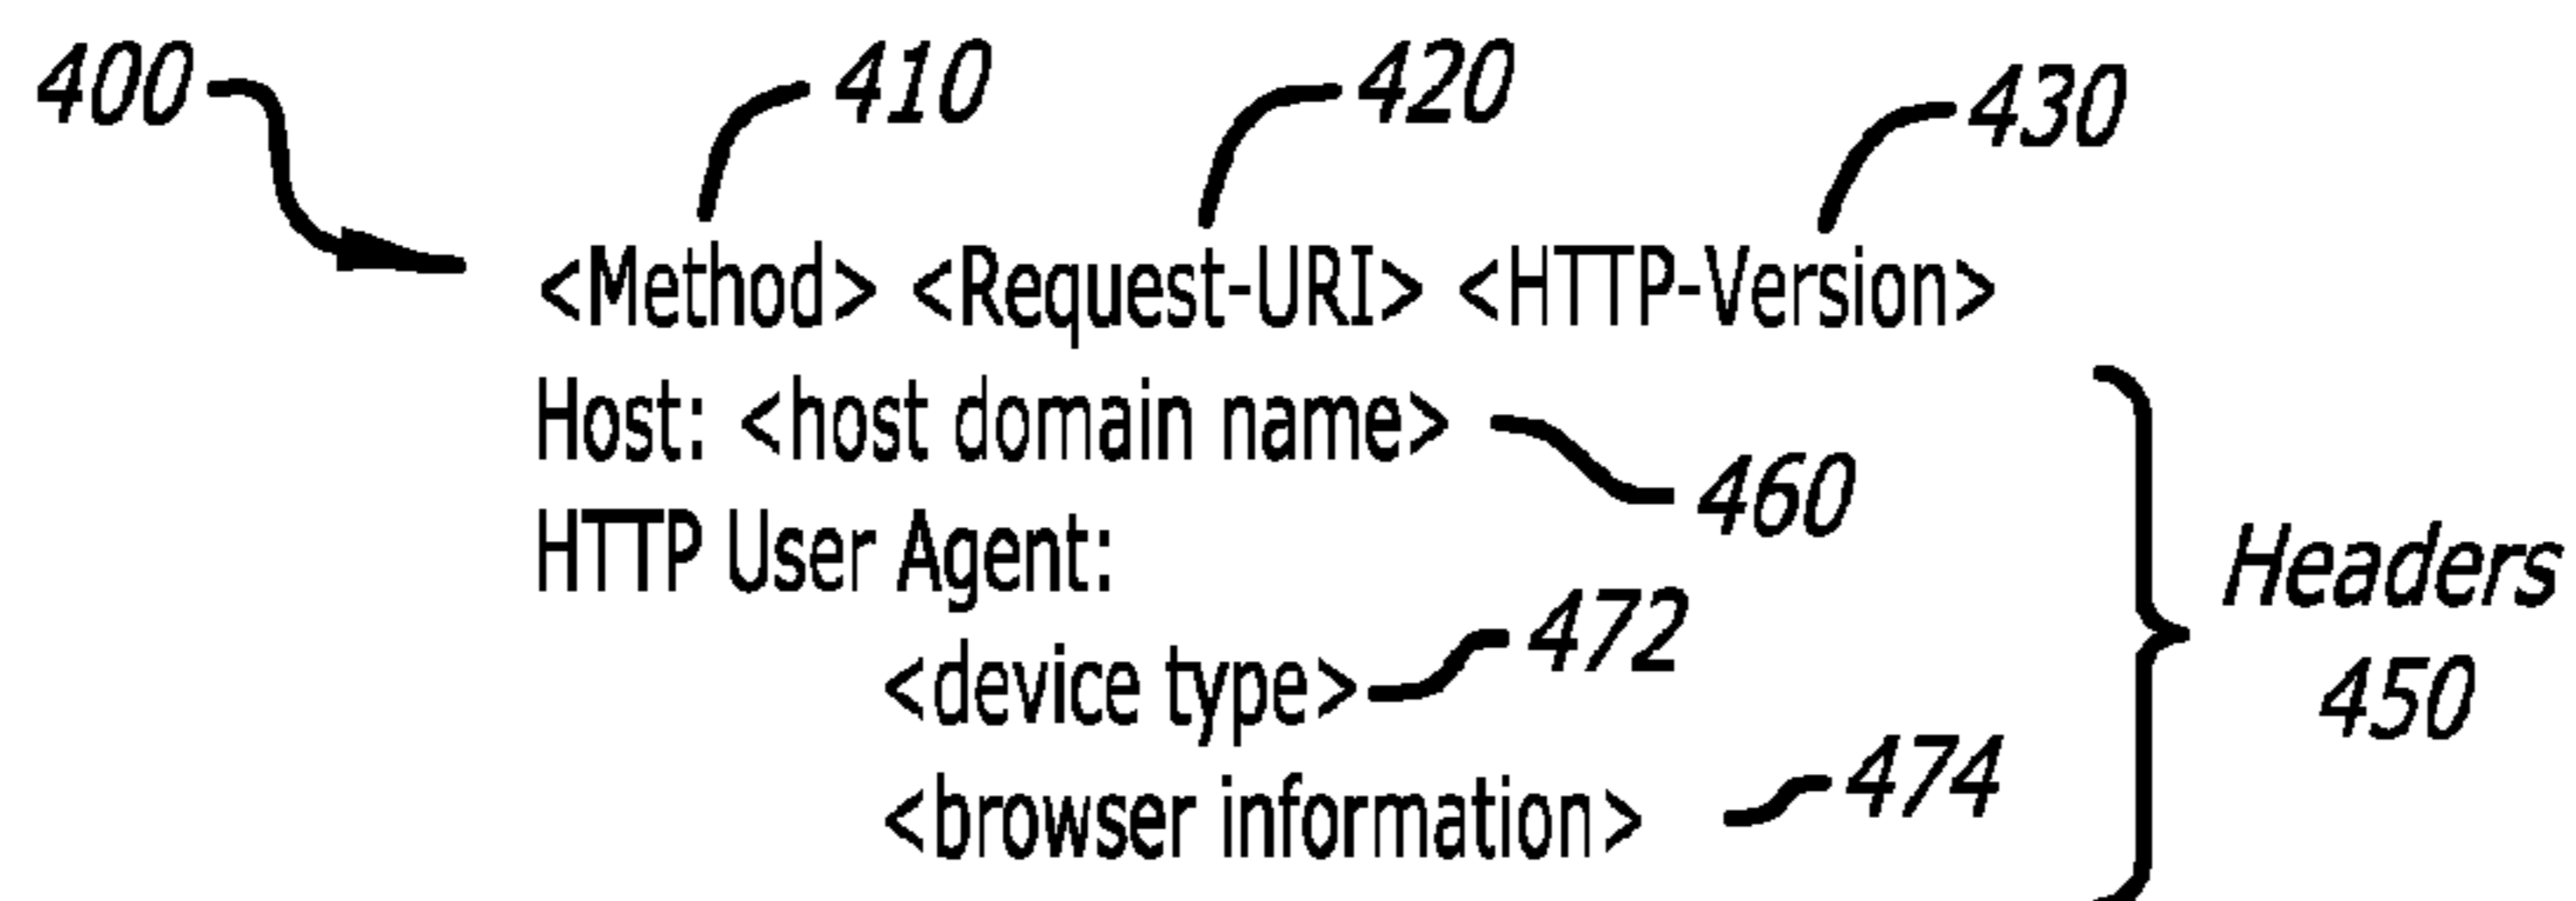 400 410 420 430
<Method> <Request-URI> <HTTP-Version>
Host: <host domain name>
460
HTTP User Agent:
Headers
450
<device type> 472
<browser information> 474